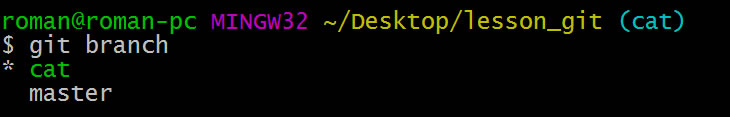 roman@roman-pc MINGW32 ~/Desktop/lesson_git (cat)
$ git branch
* cat
  master